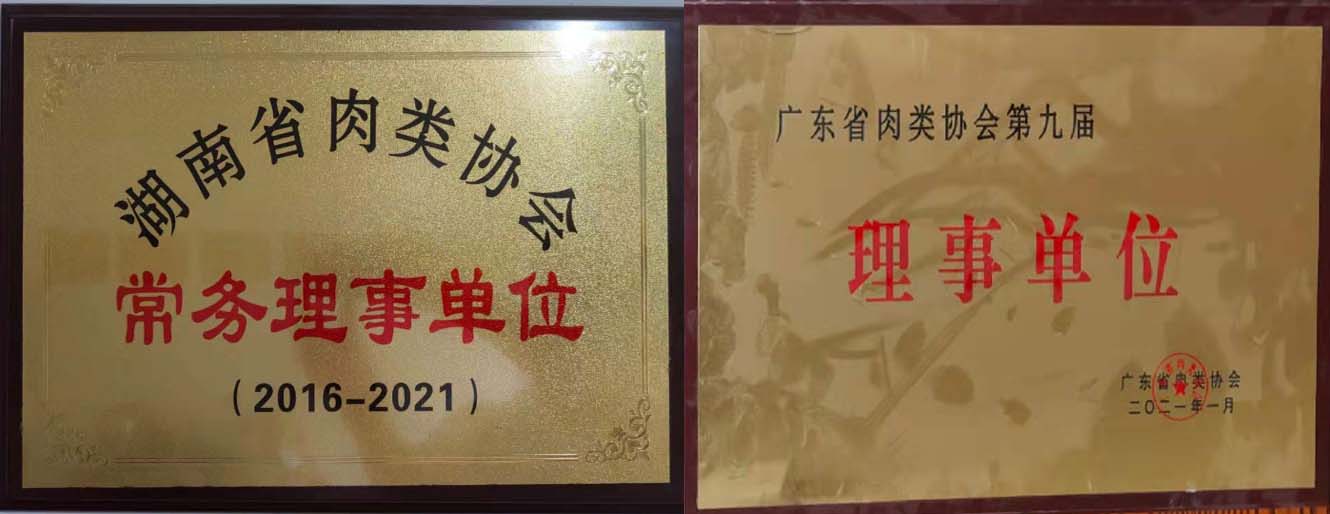 湖南省肉类协会
常务理事单位
（2016-2021）
广东省肉类协会第九届
理事单位
广东省肉类协会
二〇二一年一月